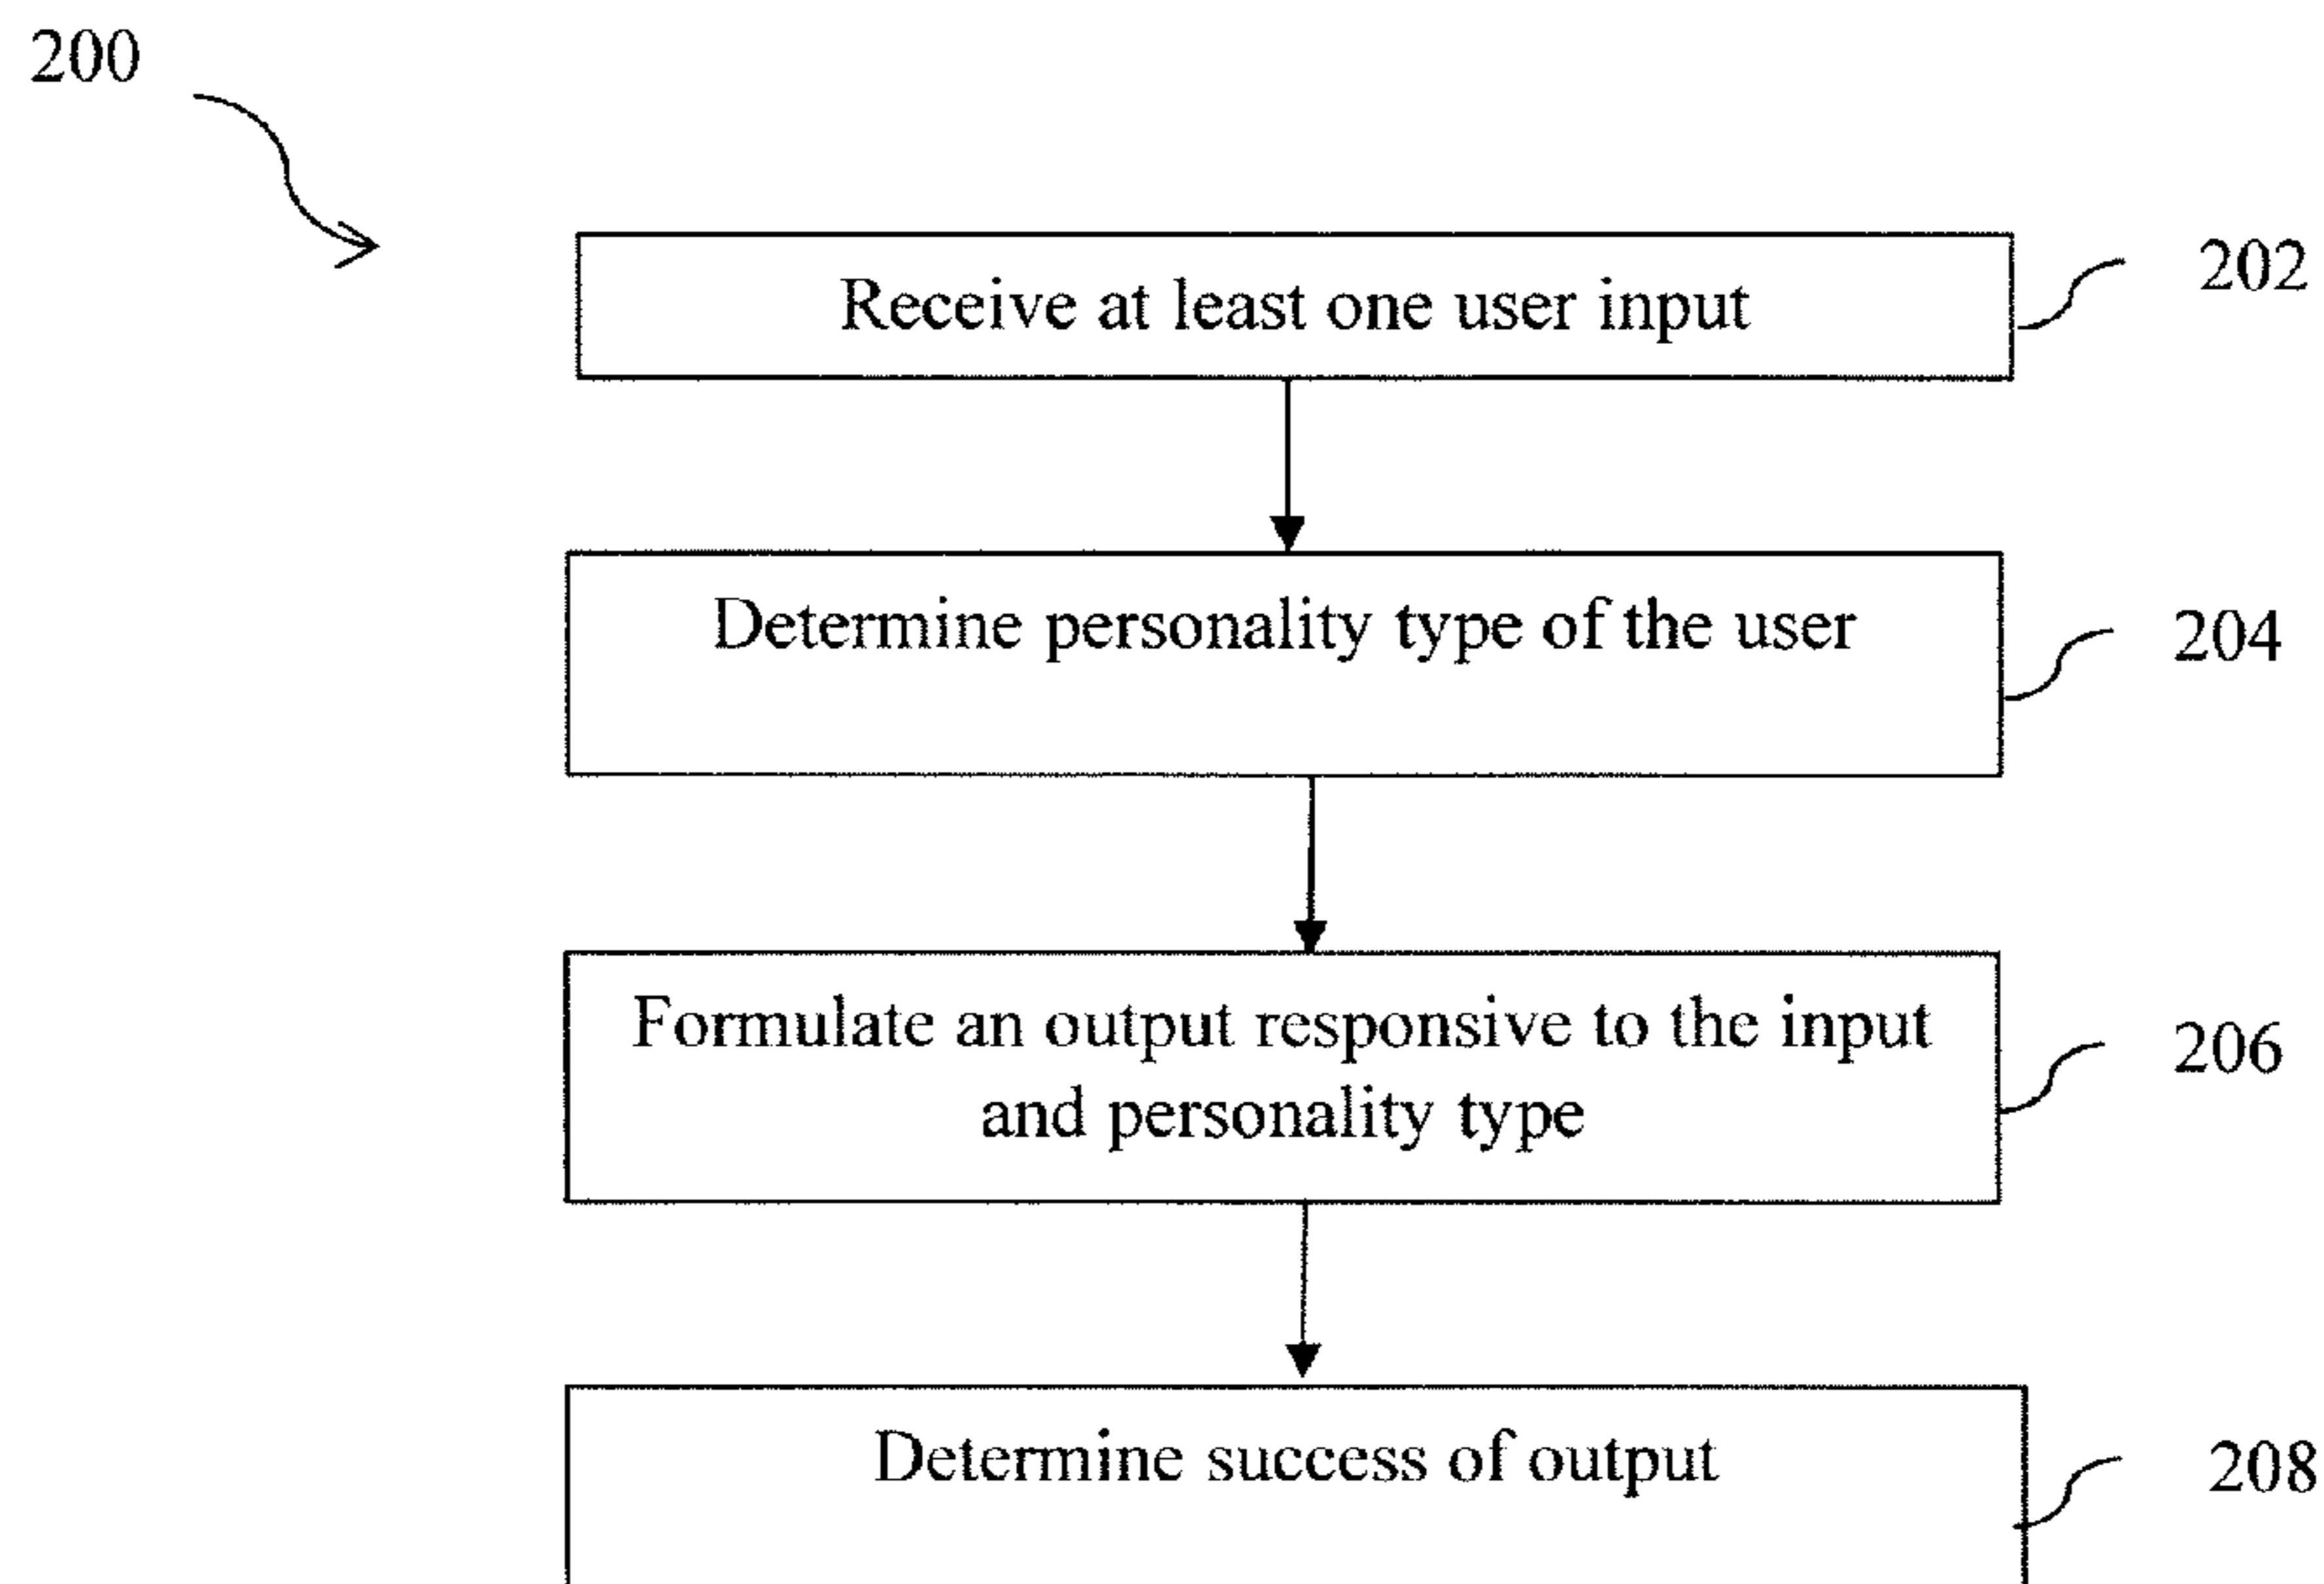 200
Receive at least one user input
202
Determine personality type of the user
204
Formulate an output responsive to the input
and personality type
206
Determine success of output
208